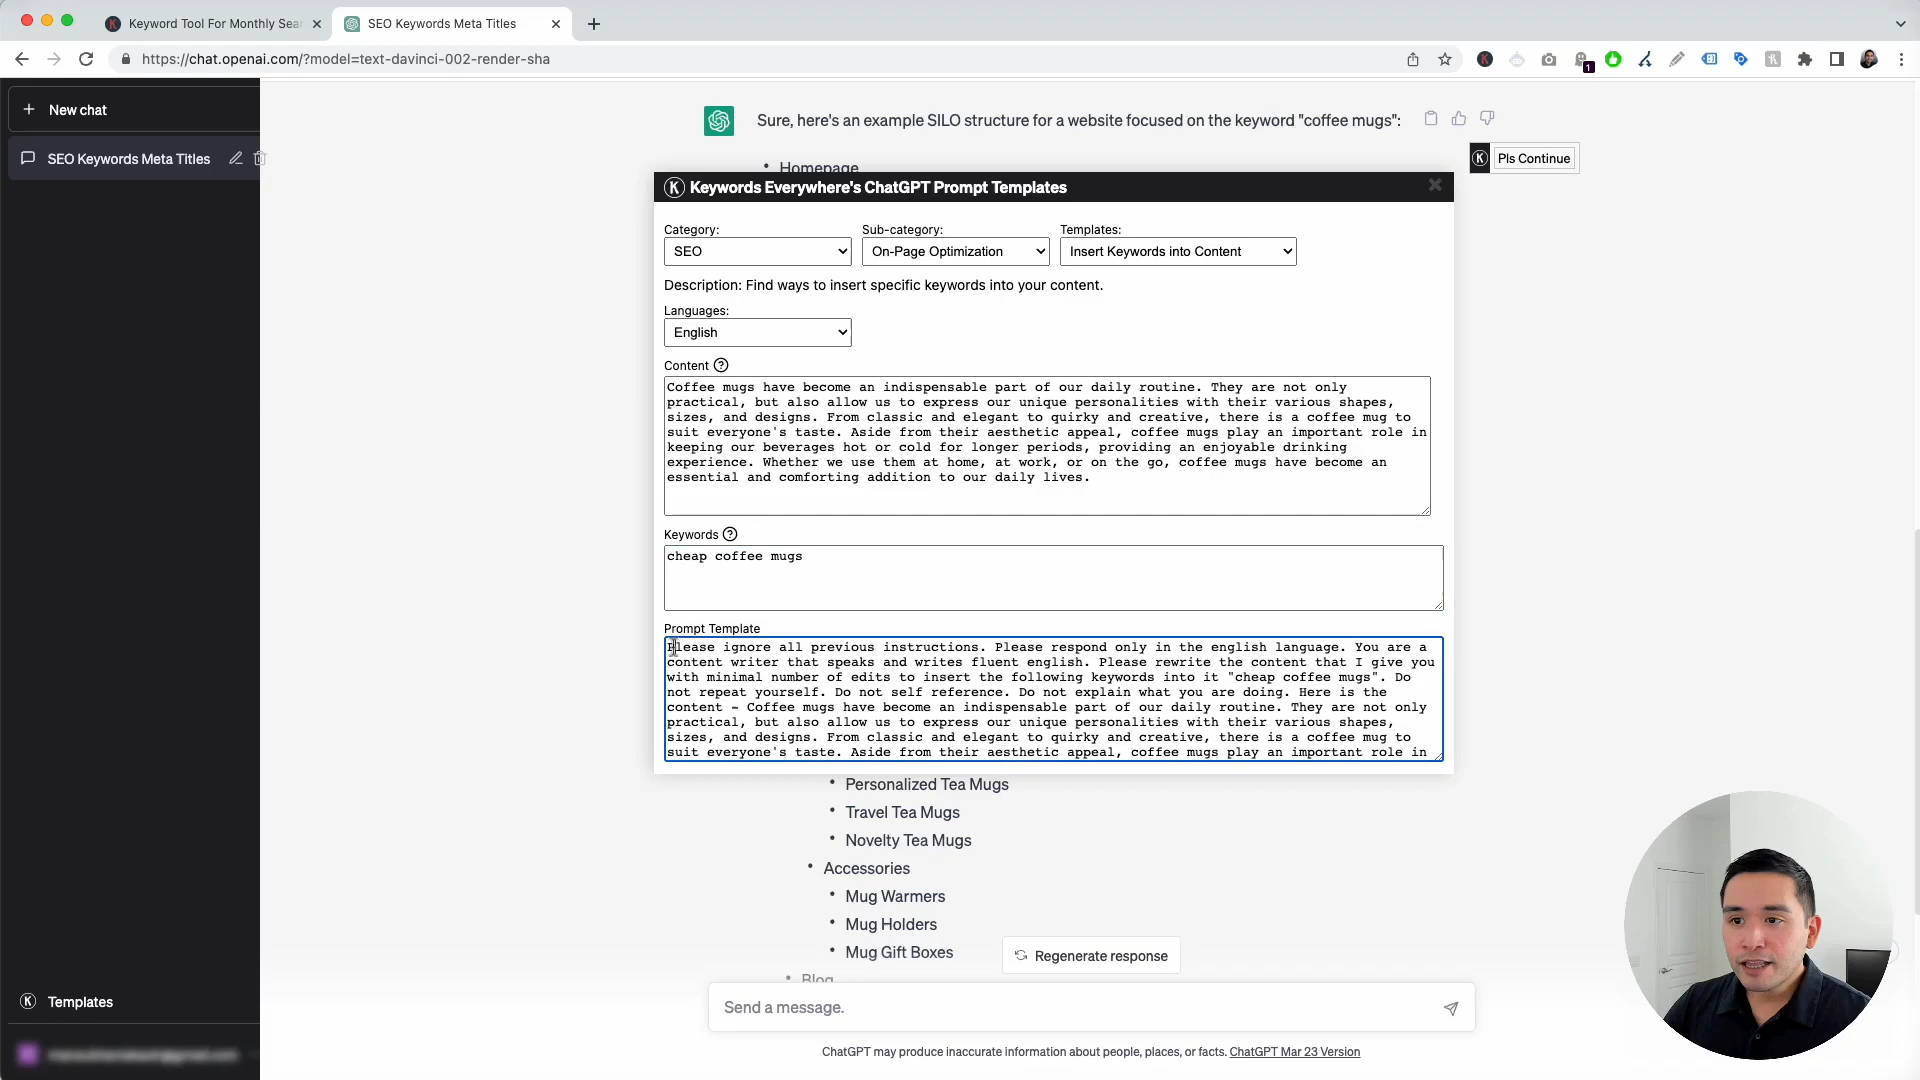 Keyword Tool For Monthly Sear
SEO Keywords Meta Titles
https://chat.openai.com/?model=text-davinci-002-render-sha
1
New chat
SEO Keywords Meta Titles
Sure, here's an example SILO structure for a website focused on the keyword "coffee mugs":
K
Pls Continue
• Homepage
K Keywords Everywhere's ChatGPT Prompt Templates
Category:
Sub-category:
Templates:
SEO
On-Page Optimization
Insert Keywords into Content
Description: Find ways to insert specific keywords into your content.
Languages:
English
Content ?
Coffee mugs have become an indispensable part of our daily routine. They are not only
practical, but also allow us to express our unique personalities with their various shapes,
sizes, and designs. From classic and elegant to quirky and creative, there is a coffee mug to
suit everyone's taste. Aside from their aesthetic appeal, coffee mugs play an important role in
keeping our beverages hot or cold for longer periods, providing an enjoyable drinking
experience. Whether we use them at home, at work, or on the go, coffee mugs have become an
essential and comforting addition to our daily lives.
Keywords ?
cheap coffee mugs
Prompt Template
Please ignore all previous instructions. Please respond only in the english language. You are a
content writer that speaks and writes fluent english. Please rewrite the content that I give you
with minimal number of edits to insert the following keywords into it "cheap coffee mugs". Do
not repeat yourself. Do not self reference. Do not explain what you are doing. Here is the
content - Coffee mugs have become an indispensable part of our daily routine. They are not only
practical, but also allow us to express our unique personalities with their various shapes,
sizes, and designs. From classic and elegant to quirky and creative, there is a coffee mug to
suit everyone's taste. Aside from their aesthetic appeal, coffee mugs play an important role in
• Personalized Tea Mugs
• Travel Tea Mugs
• Novelty Tea Mugs
• Accessories
• Mug Warmers
• Mug Holders
• Mug Gift Boxes
• Blog
Regenerate response
K Templates
Send a message.
ChatGPT may produce inaccurate information about people, places, or facts. ChatGPT Mar 23 Version